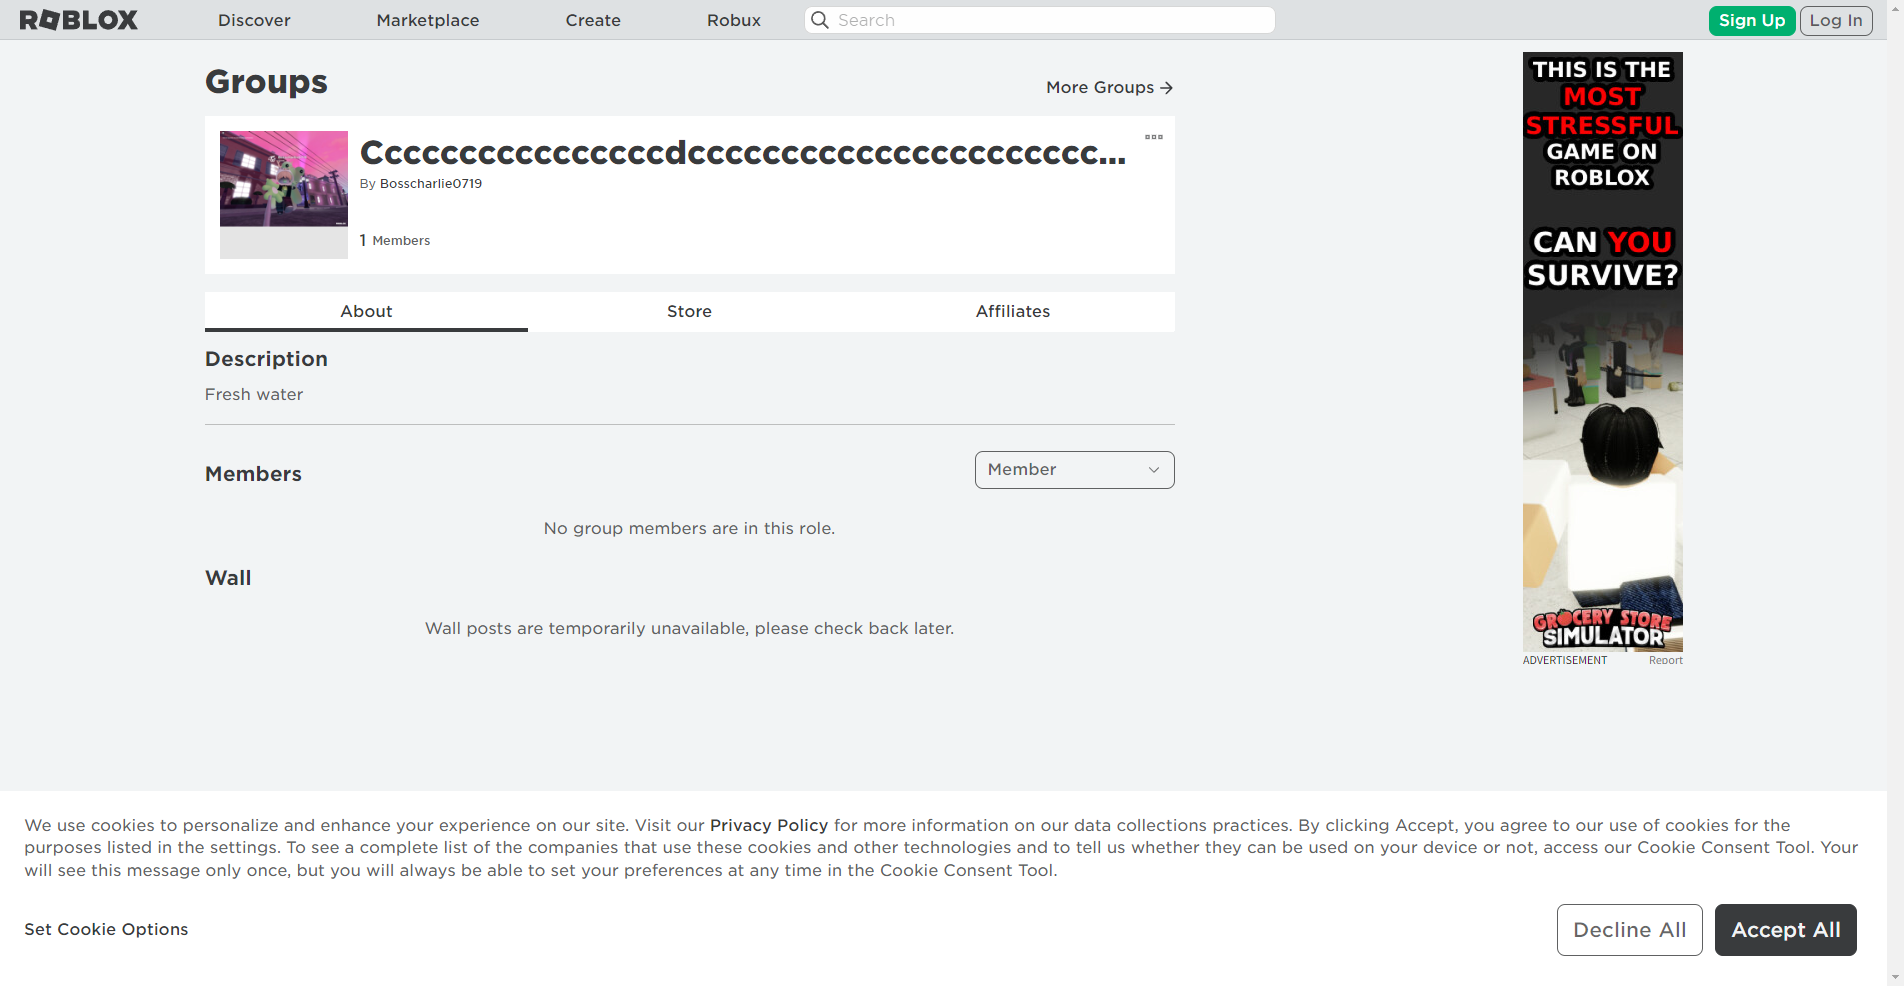 ROBLOX
Discover
Marketplace
Create
Robux
Search
Sign Up
Log In
Groups
More Groups
Cccccccccccccccccdcccccccccccccccccccccc...
By Bosscharlie0719
1 Members
About
Store
Affiliates
Description
Fresh water
Members
Member
No group members are in this role.
Wall
Wall posts are temporarily unavailable, please check back later.
THIS IS THE
MOST
STRESSFUL
GAME ON
ROBLOX
CAN YOU
SURVIVE?
GROCERY STORE
SIMULATOR
ADVERTISEMENT
Report
We use cookies to personalize and enhance your experience on our site. Visit our Privacy Policy for more information on our data collections practices. By clicking Accept, you agree to our use of cookies for the
purposes listed in the settings. To see a complete list of the companies that use these cookies and other technologies and to tell us whether they can be used on your device or not, access our Cookie Consent Tool. Your
will see this message only once, but you will always be able to set your preferences at any time in the Cookie Consent Tool.
Set Cookie Options
Decline All
Accept All